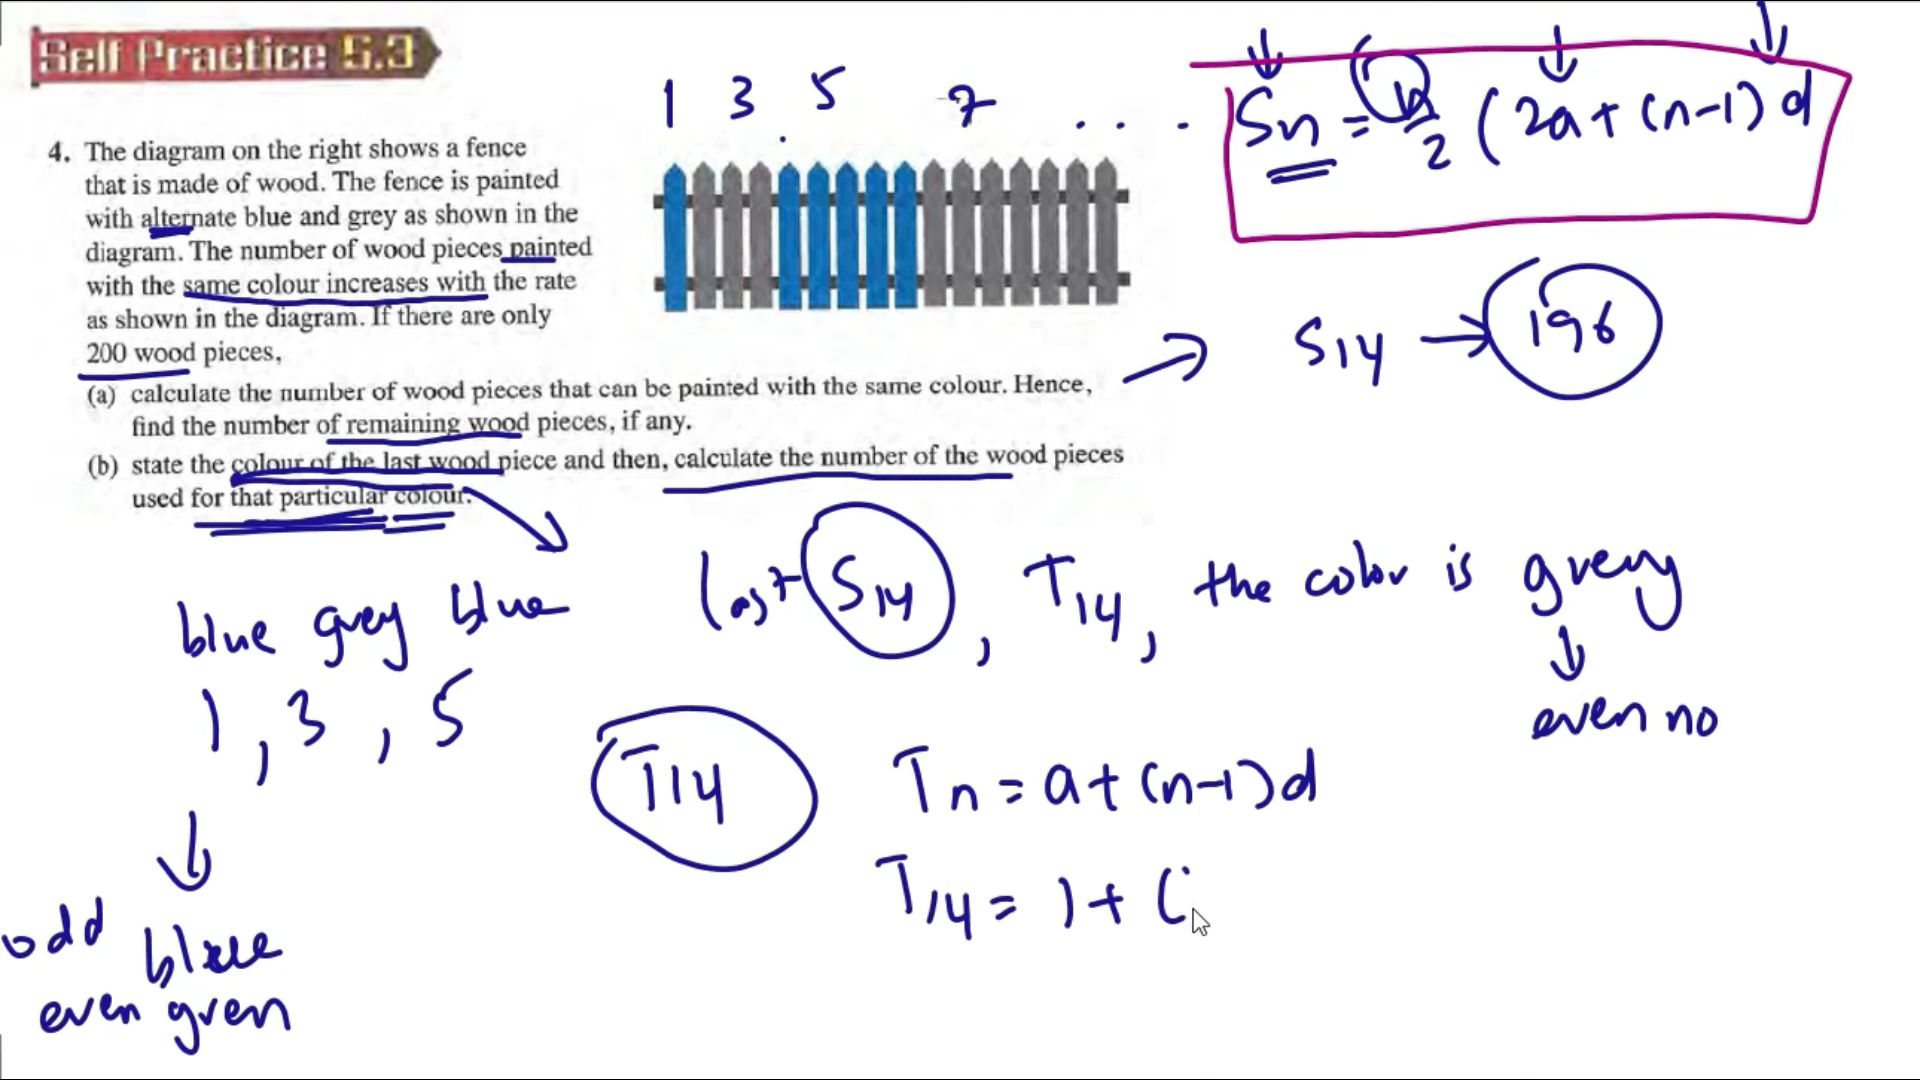 Self Practice 5.3
1 3 5 7 . . .
Sn = n/2 (2a + (n-1)d
4. The diagram on the right shows a fence
that is made of wood. The fence is painted
with alternate blue and grey as shown in the
diagram. The number of wood pieces painted
with the same colour increases with the rate
as shown in the diagram. If there are only
200 wood pieces,
(a) calculate the number of wood pieces that can be painted with the same colour. Hence,
find the number of remaining wood pieces, if any.
S14 → 196
(b) state the colour of the last wood piece and then, calculate the number of the wood pieces
used for that particular colour.
last S14, T14, the color is grey
even no
blue grey blue
1, 3, 5
T14
Tn = a + (n-1)d
T14 = 1 + (
odd blue
even gren